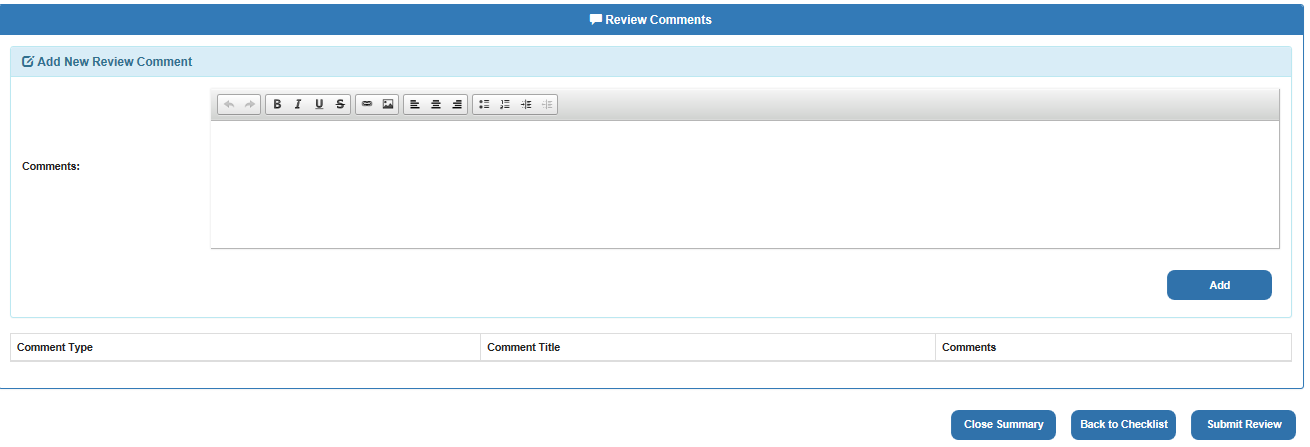 Review Comments
Add New Review Comment
B I U S
Comments:
Add
Comment Type Comment Title Comments
Close Summary Back to Checklist Submit Review